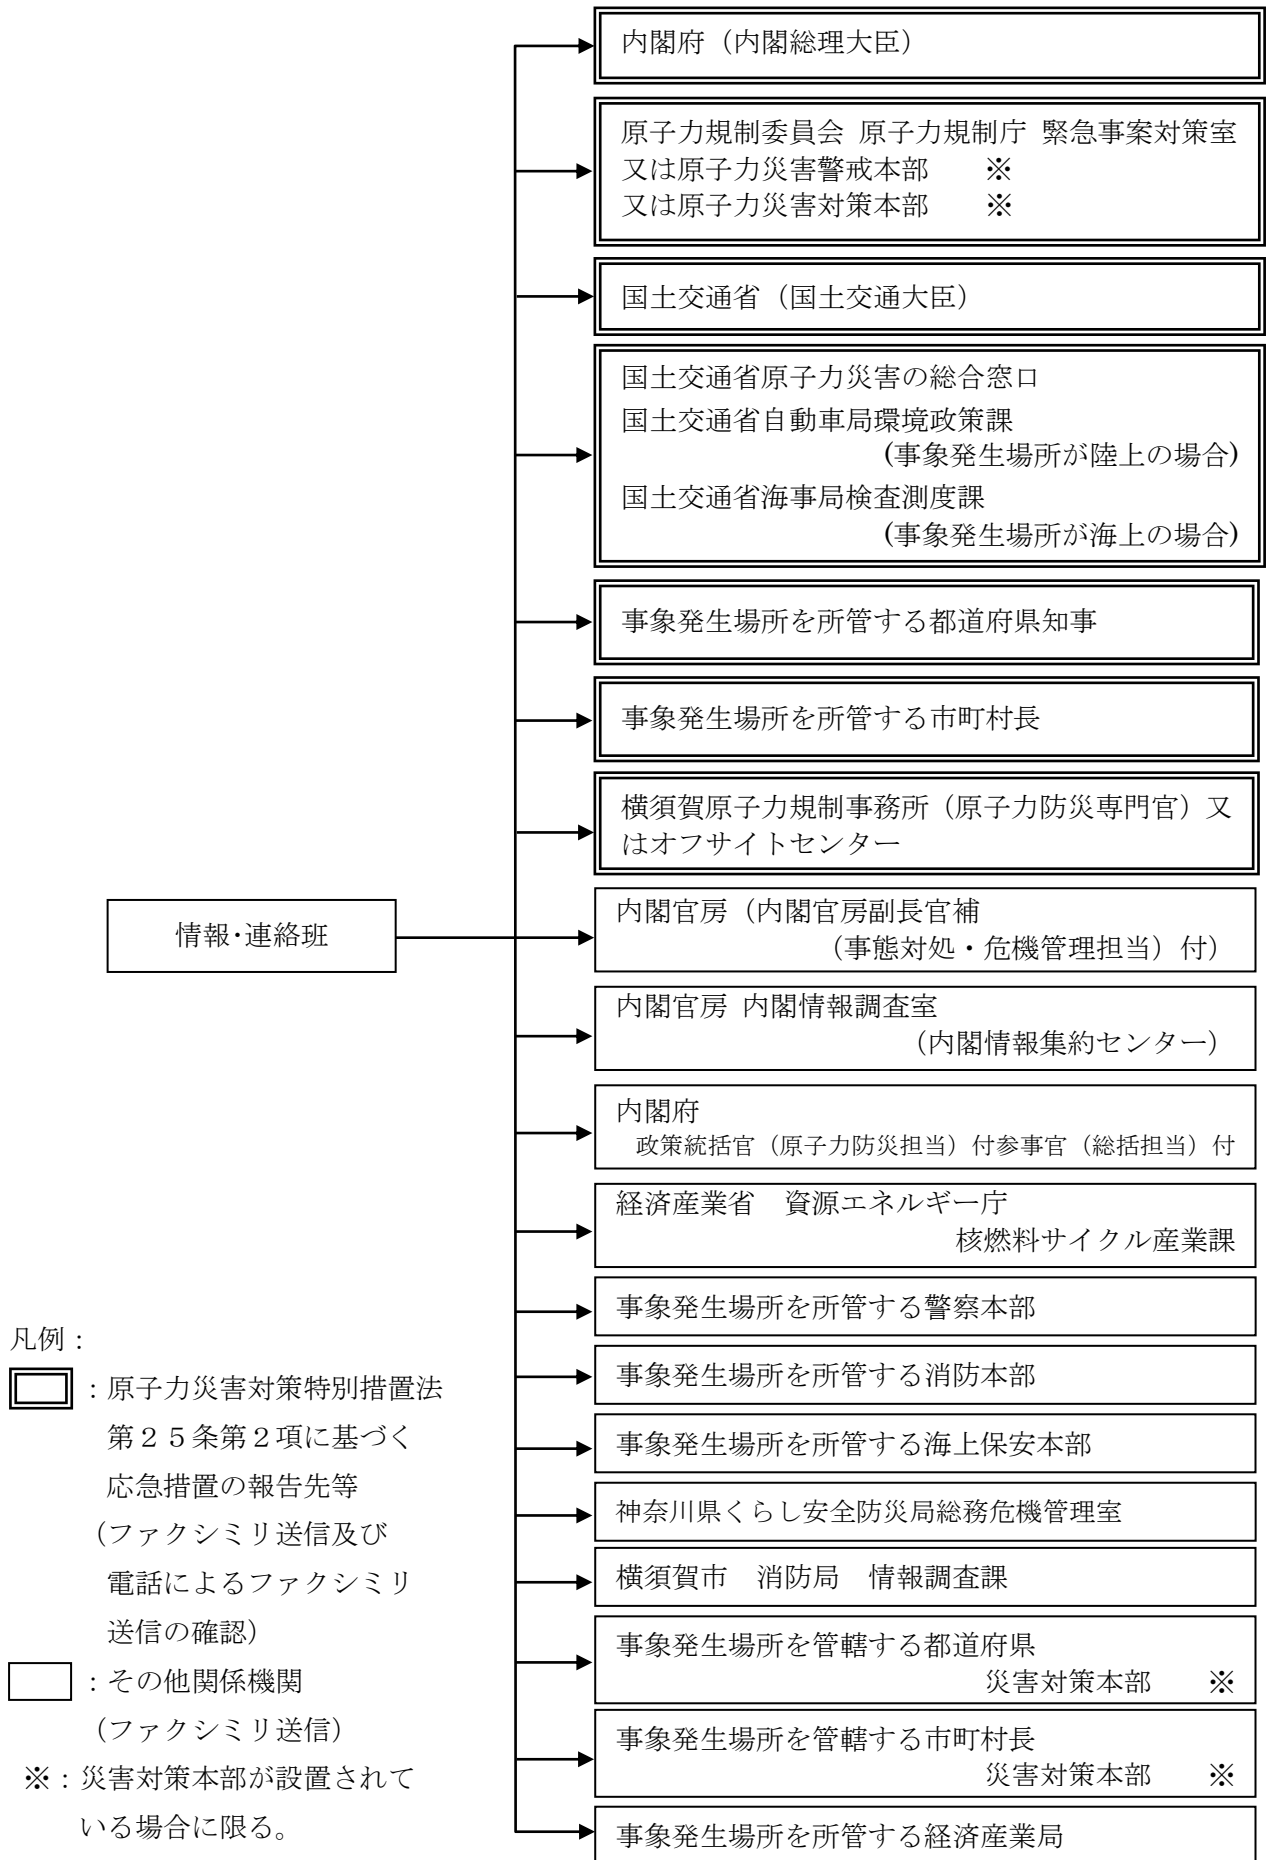 内閣府（内閣総理大臣）
原子力規制委員会 原子力規制庁 緊急事案対策室
又は原子力災害警戒本部　　※
又は原子力災害対策本部　　※
国土交通省（国土交通大臣）
国土交通省原子力災害の総合窓口
国土交通省自動車局環境政策課
(事象発生場所が陸上の場合)
国土交通省海事局検査測度課
(事象発生場所が海上の場合)
事象発生場所を所管する都道府県知事
事象発生場所を所管する市町村長
横須賀原子力規制事務所（原子力防災専門官）又
はオフサイトセンター
情報･連絡班
内閣官房（内閣官房副長官補
（事態対処・危機管理担当）付）
内閣官房 内閣情報調査室
（内閣情報集約センター）
内閣府
政策統括官（原子力防災担当）付参事官（総括担当）付
経済産業省　資源エネルギー庁
核燃料サイクル産業課
事象発生場所を所管する警察本部
事象発生場所を所管する消防本部
事象発生場所を所管する海上保安本部
神奈川県くらし安全防災局総務危機管理室
横須賀市　消防局　情報調査課
事象発生場所を管轄する都道府県
災害対策本部　　※
事象発生場所を管轄する市町村長
災害対策本部　　※
事象発生場所を所管する経済産業局
凡例：
：原子力災害対策特別措置法
第２５条第２項に基づく
応急措置の報告先等
（ファクシミリ送信及び
電話によるファクシミリ
送信の確認）
：その他関係機関
（ファクシミリ送信）
※：災害対策本部が設置されて
いる場合に限る。